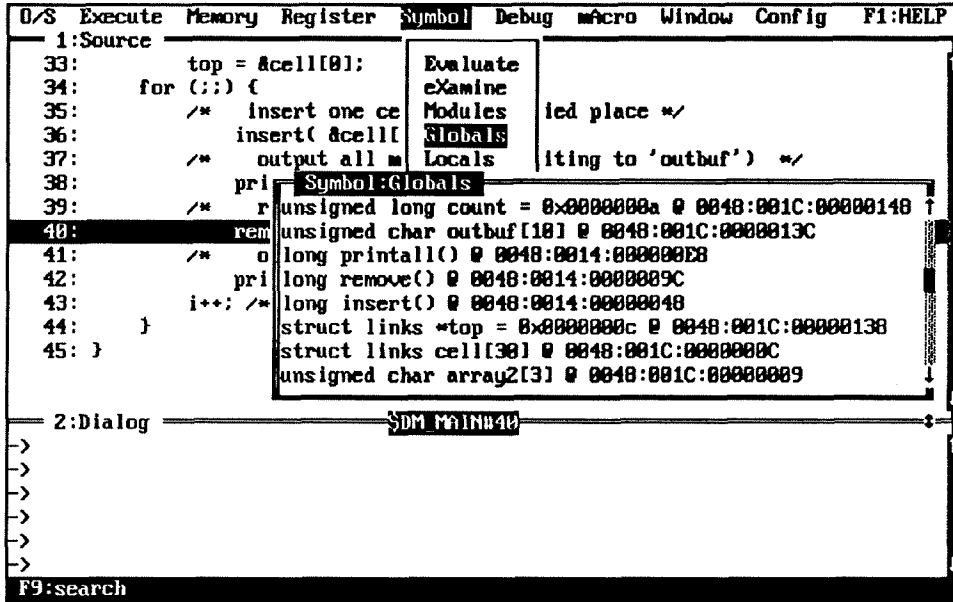 O/S Execute Memory Register Symbol Debug mAcro Window Config F1:HELP
1:Source
33: top = &cell[0];
34: for (;;) {
35: /* insert one ce ied place */
36: insert( &cell[
37: /* output all m iting to 'outbuf') */
38: pri
39: /* r
40: rem
41: /* o
42: pri
43: i++; /*
44: }
45: }
Evaluate
eXamine
Modules
Globals
Locals
Symbol:Globals
unsigned long count = 0x0000000a @ 0048:001C:00000148
unsigned char outbuf[10] @ 0048:001C:0000013C
long printall() @ 0048:0014:000000E8
long remove() @ 0048:0014:0000009C
long insert() @ 0048:0014:00000048
struct links *top = 0x0000000c @ 0048:001C:00000138
struct links cell[30] @ 0048:001C:0000000C
unsigned char array2[3] @ 0048:001C:00000009
2:Dialog
SDM_MAIN#40
->
->
->
->
->
->
F9:search